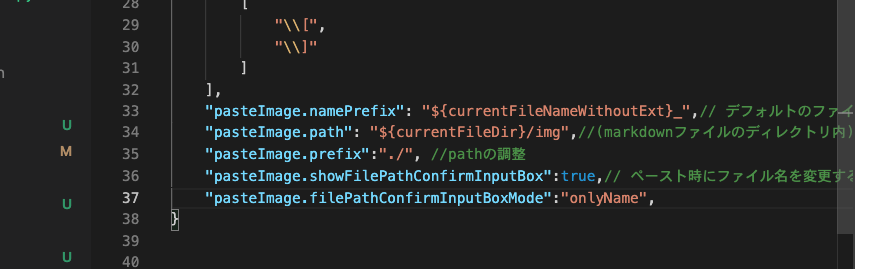 28 [
29 "\\[",
30 "\\]"
31 ]
32 ],
33 "pasteImage.namePrefix": "${currentFileNameWithoutExt}_",// デフォルトのファイ
34 "pasteImage.path": "${currentFileDir}/img",//(markdownファイルのディレクトリ内)
35 "pasteImage.prefix":"./", //pathの調整
U
M
36 "pasteImage.showFilePathConfirmInputBox":true,// ペースト時にファイル名を変更する
37 "pasteImage.filePathConfirmInputBoxMode":"onlyName",
U
38 }
39
40
U